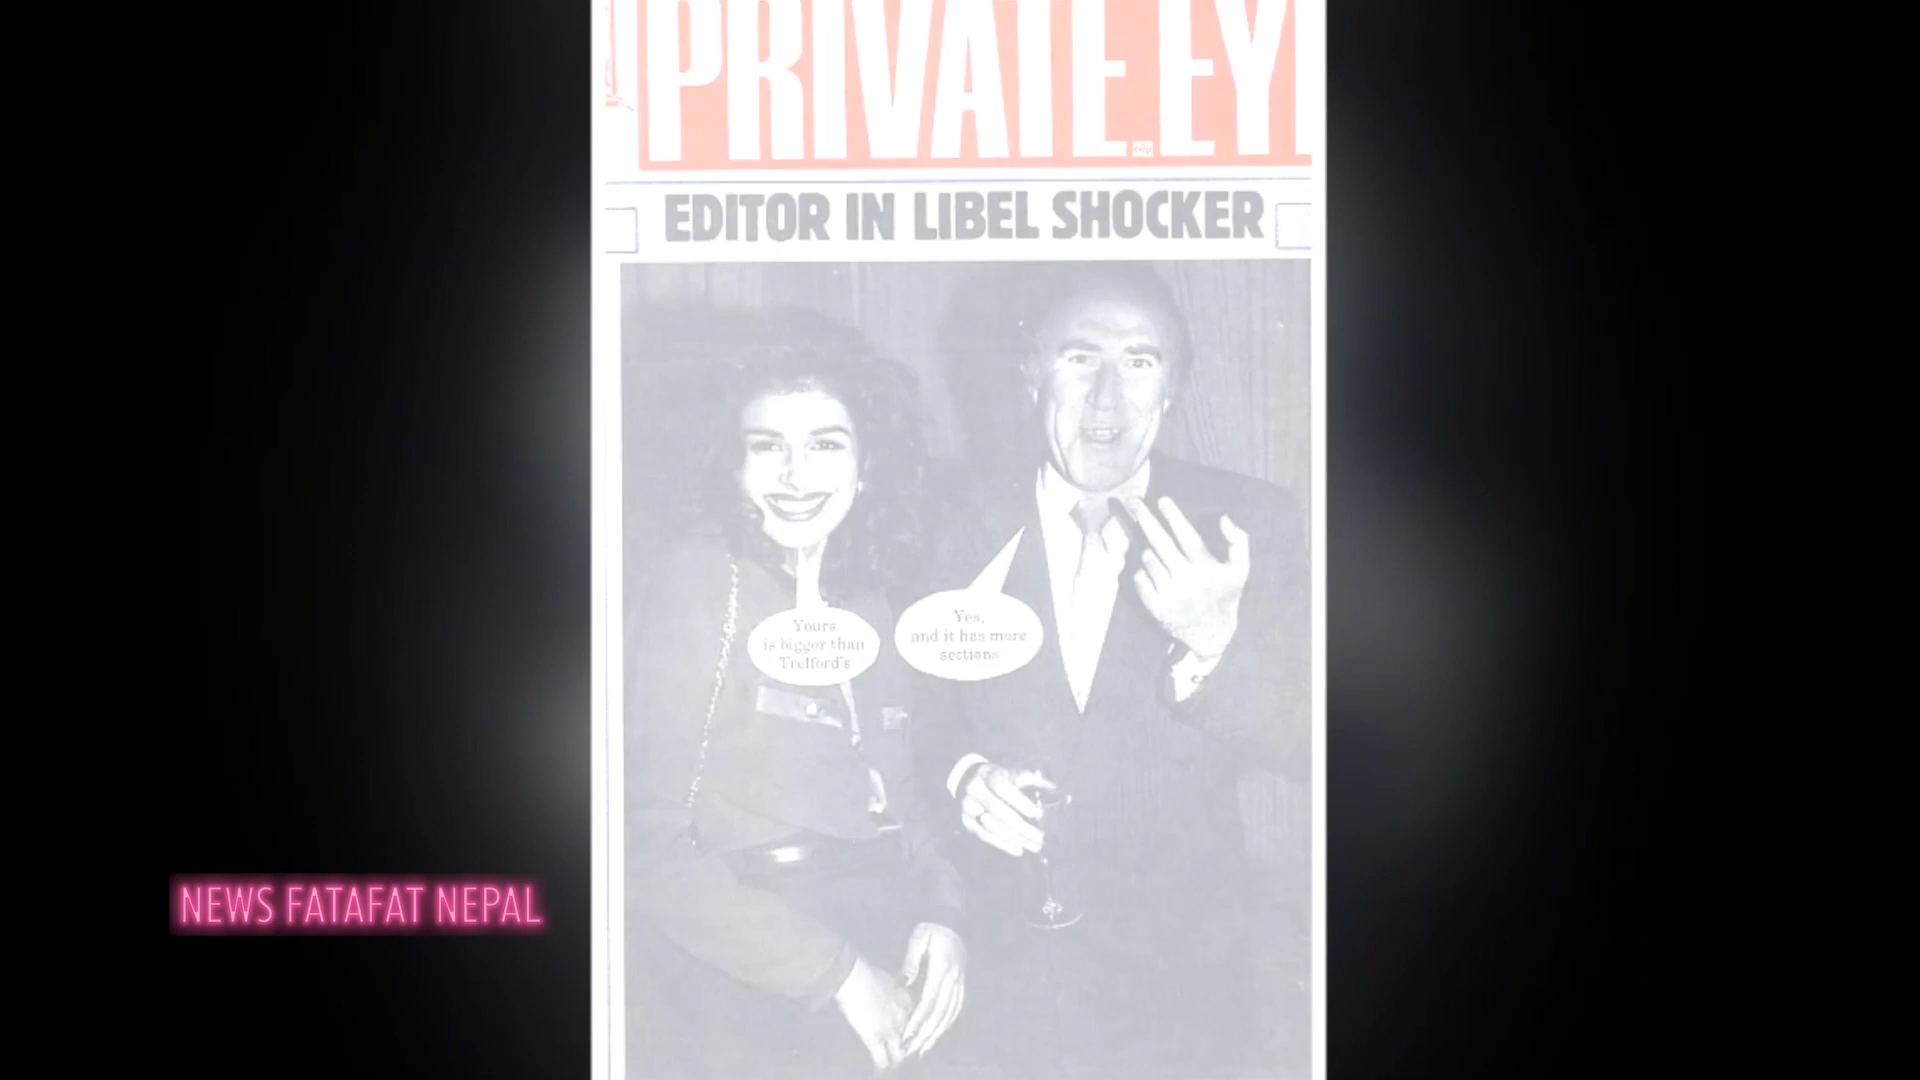 PRIVATE EY
EDITOR IN LIBEL SHOCKER
Yours
is bigger than
Trelford's
Yes,
and it has more
sections
NEWS FATAFAT NEPAL